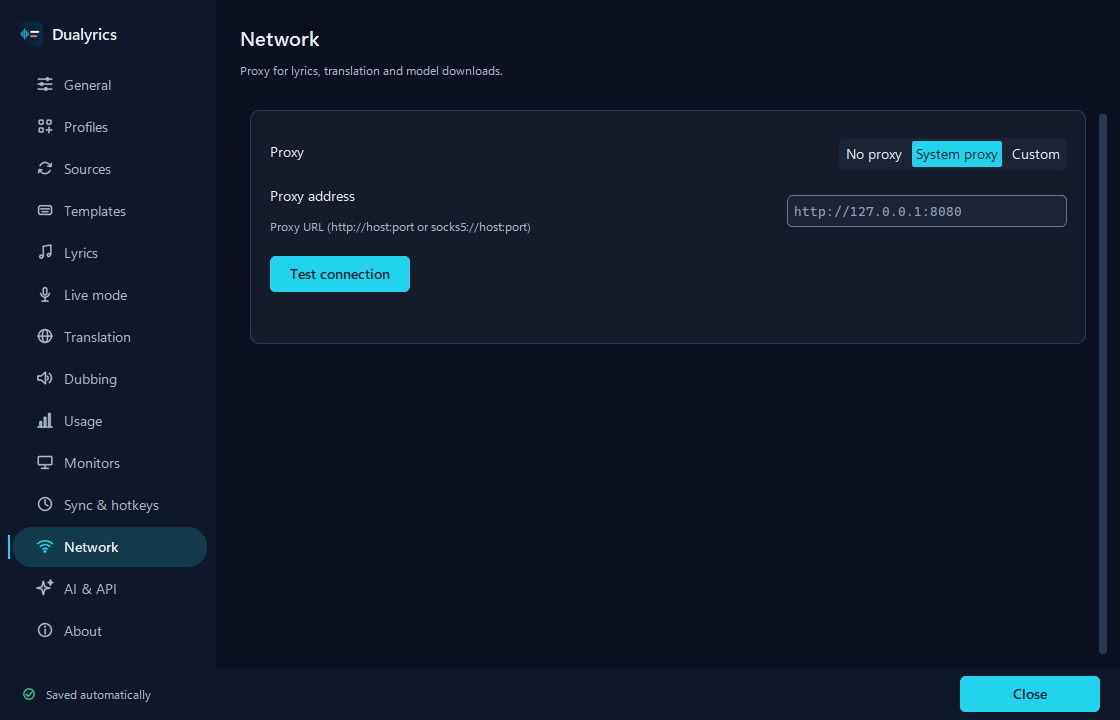 Dualyrics
General
Profiles
Sources
Templates
Lyrics
Live mode
Translation
Dubbing
Usage
Monitors
Sync & hotkeys
Network
AI & API
About
Saved automatically
Network
Proxy for lyrics, translation and model downloads.
Proxy
No proxy System proxy Custom
Proxy address
Proxy URL (http://host:port or socks5://host:port)
http://127.0.0.1:8080
Test connection
Close